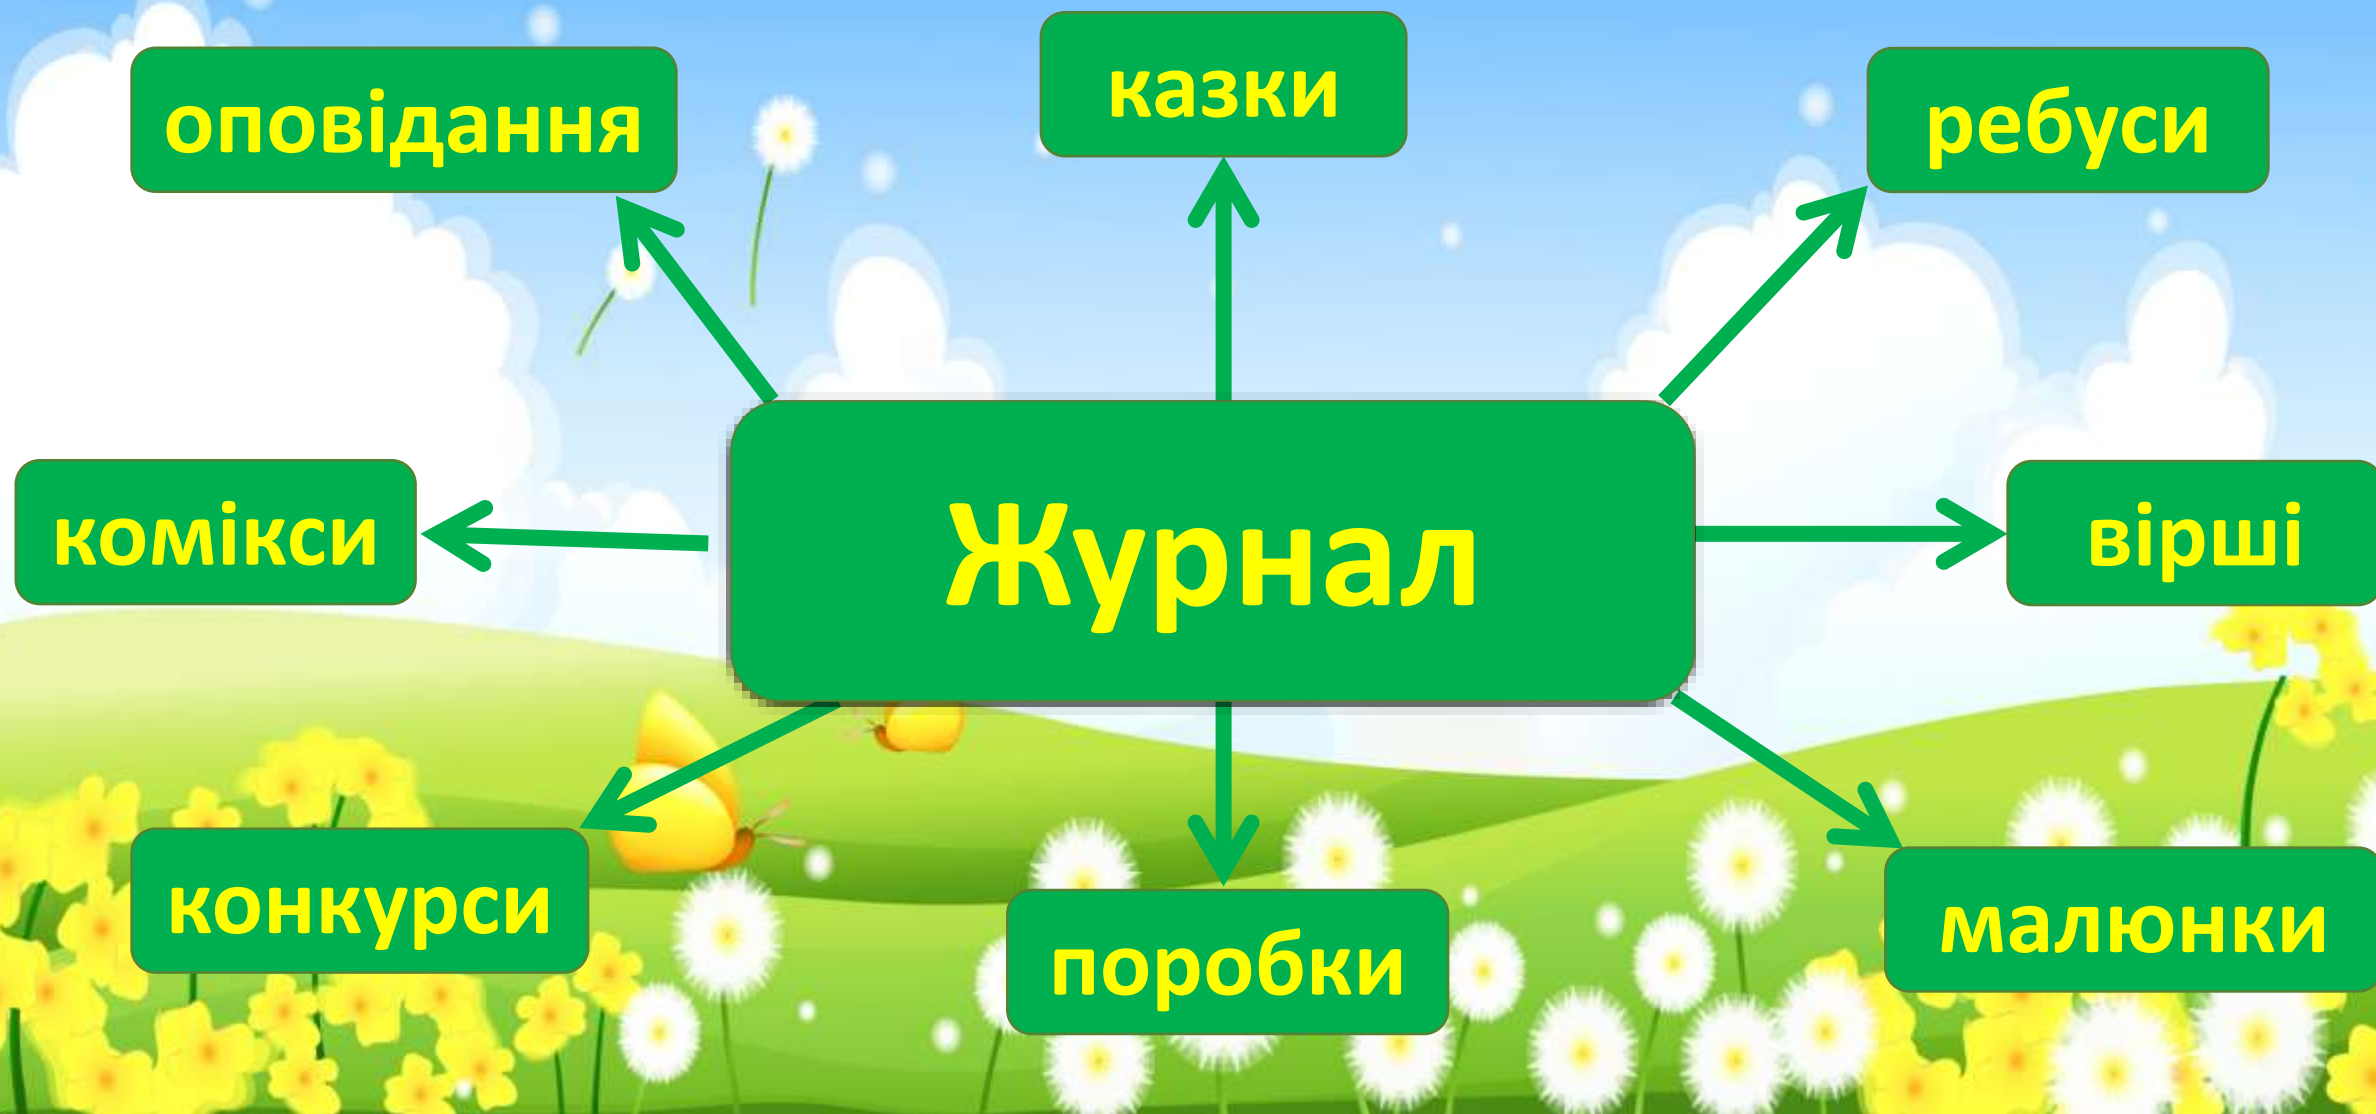 оповідання
казки
ребуси
комікси
Журнал
вірші
конкурси
поробки
малюнки